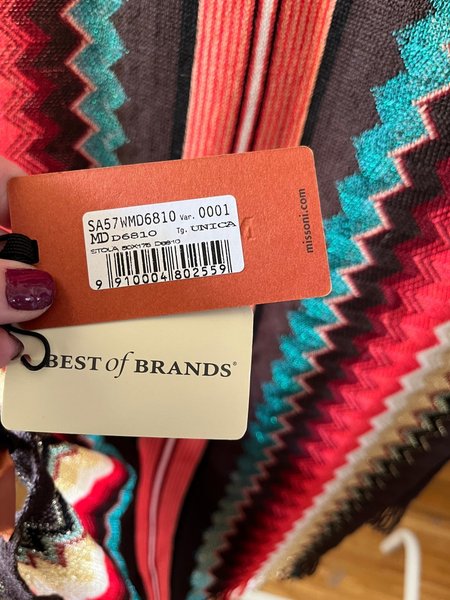 SA57WMD6810 Var. 0001
MD D6810 Tg. UNICA
STOLA 50X175 D6810
9 910004 802559
missoni.com
BEST of BRANDS®